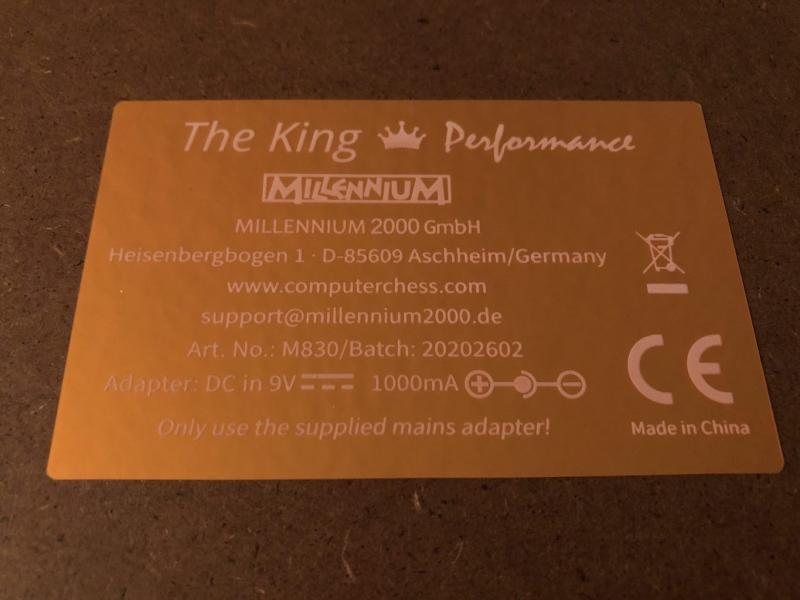 The King Performance
MILLENNIUM
MILLENNIUM 2000 GmbH
Heisenbergbogen 1 · D-85609 Aschheim/Germany
www.computerchess.com
support@millennium2000.de
Art. No.: M830/Batch: 20202602
Adapter: DC in 9V 1000mA
Only use the supplied mains adapter!
CE
Made in China